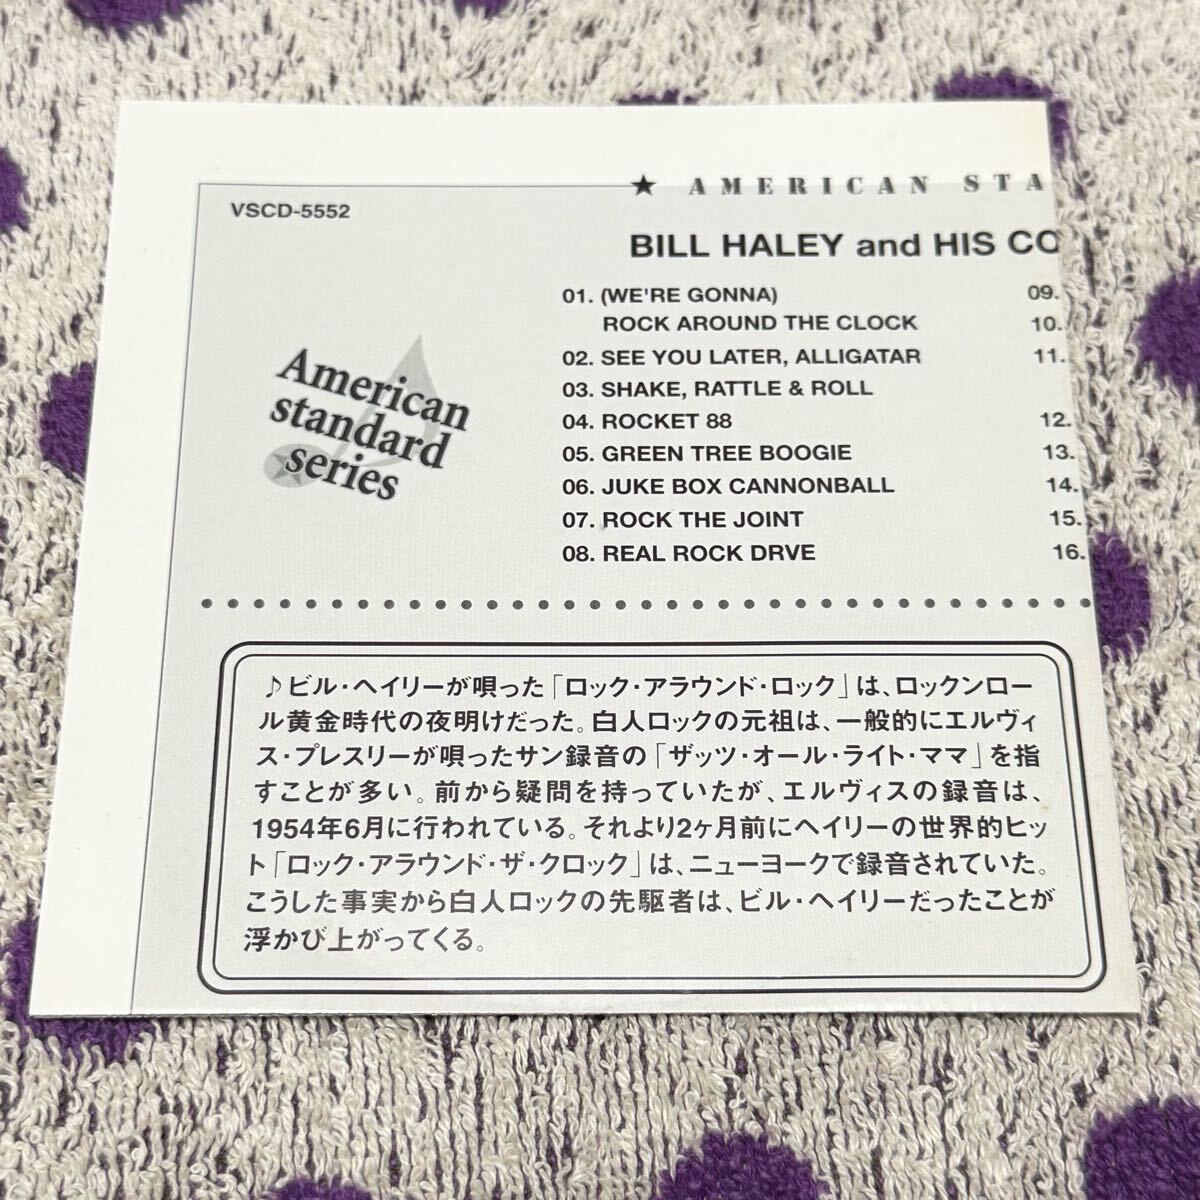 ★ AMERICAN STA
VSCD-5552
BILL HALEY and HIS CO
01. (WE'RE GONNA)
ROCK AROUND THE CLOCK
02. SEE YOU LATER, ALLIGATAR
03. SHAKE, RATTLE & ROLL
04. ROCKET 88
05. GREEN TREE BOOGIE
06. JUKE BOX CANNONBALL
07. ROCK THE JOINT
08. REAL ROCK DRVE
09.
10.
11.
12.
13.
14.
15.
16.
American
standard
series
♪ビル・ヘイリーが唄った「ロック・アラウンド・ロック」は、ロックンロー
ル黄金時代の夜明けだった。白人ロックの元祖は、一般的にエルヴィ
ス・プレスリーが唄ったサン録音の「ザッツ・オール・ライト・ママ」を指
すことが多い。前から疑問を持っていたが、エルヴィスの録音は、
1954年6月に行われている。それより2ヶ月前にヘイリーの世界的ヒッ
ト「ロック・アラウンド・ザ・クロック」は、ニューヨークで録音されていた。
こうした事実から白人ロックの先駆者は、ビル・ヘイリーだったことが
浮かび上がってくる。